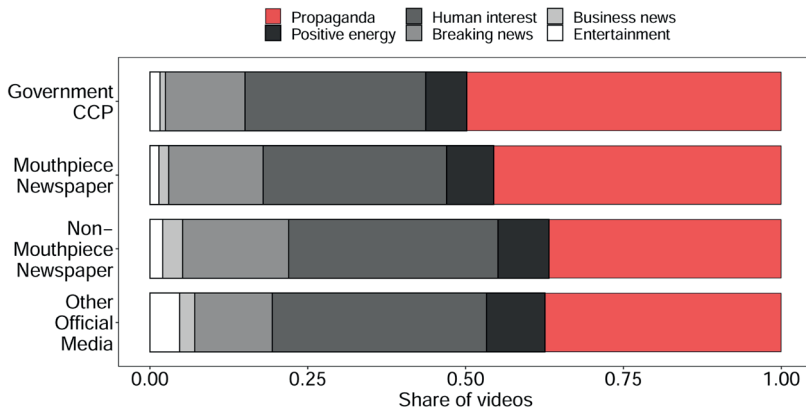 Propaganda Human interest Business news
Positive energy Breaking news Entertainment
Government
CCP
Mouthpiece
Newspaper
Non−
Mouthpiece
Newspaper
Other
Official
Media
0.00 0.25 0.50 0.75 1.00
Share of videos